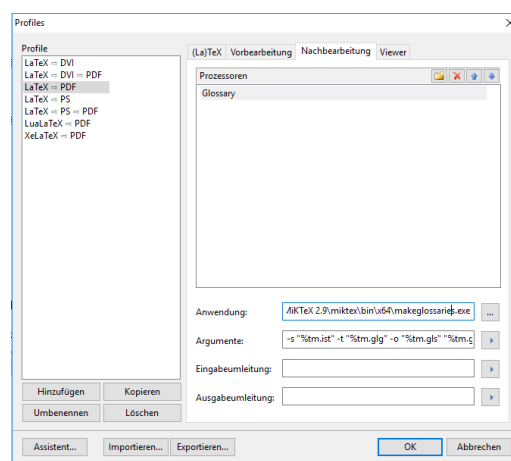 Profiles
Profile
LaTeX ⇨ DVI
LaTeX ⇨ DVI ⇨ PDF
LaTeX ⇨ PDF
LaTeX ⇨ PS
LaTeX ⇨ PS ⇨ PDF
LuaLaTeX ⇨ PDF
XeLaTeX ⇨ PDF
(La)TeX Vorbearbeitung Nachbearbeitung Viewer
Prozessoren
Glossary
Anwendung: MiKTeX 2.9\miktex\bin\x64\makeglossaries.exe ...
Argumente: -s "%tm.ist" -t "%tm.glg" -o "%tm.gls" "%tm.g
Eingabeumleitung:
Ausgabeumleitung:
Hinzufügen Kopieren
Umbenennen Löschen
Assistent... Importieren... Exportieren... OK Abbrechen